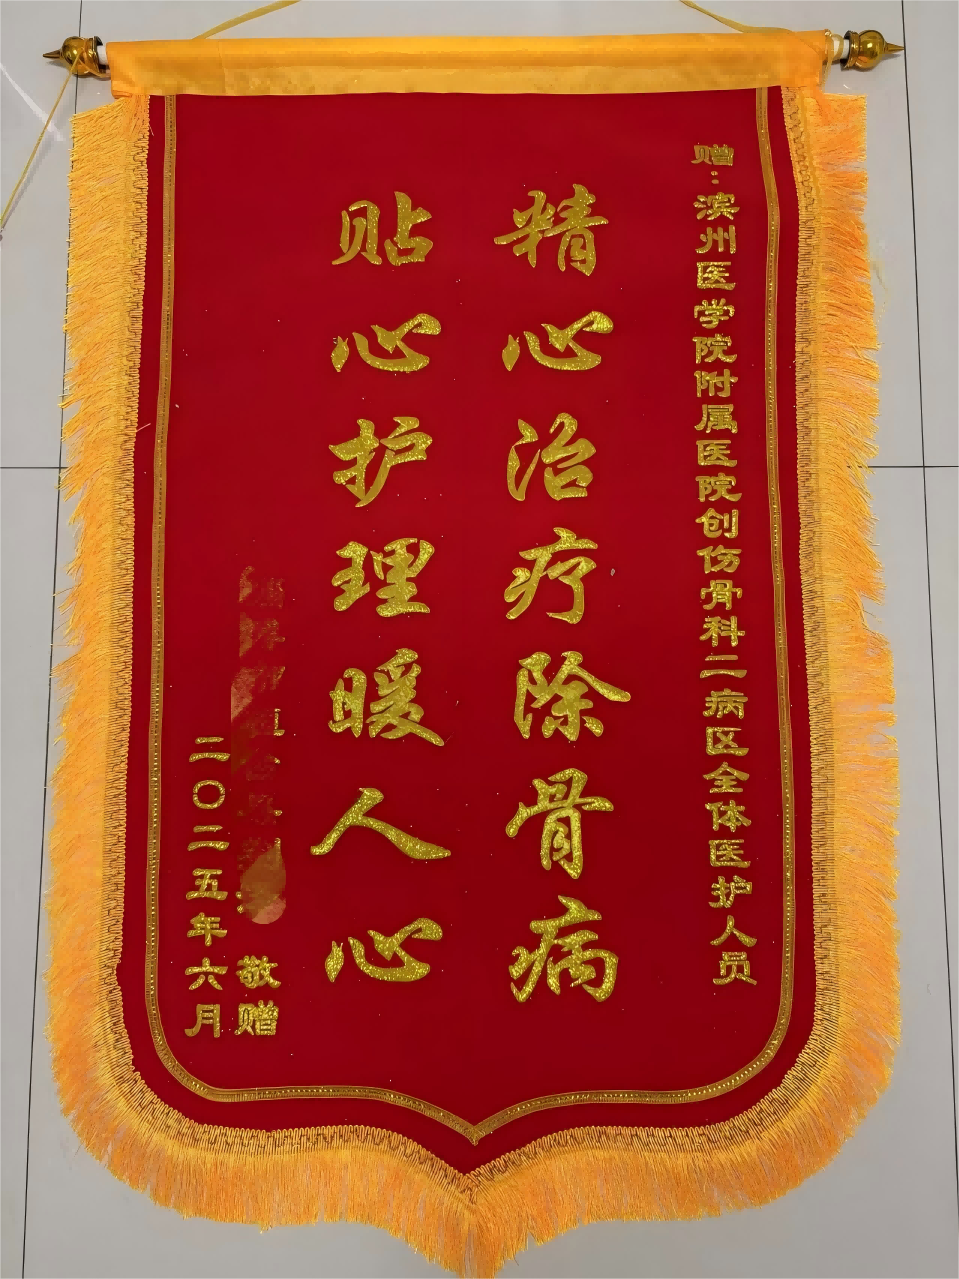 赠：滨州医学院附属医院创伤骨科二病区全体医护人员
精心治疗除骨病
贴心护理暖人心
敬赠
二〇二五年六月